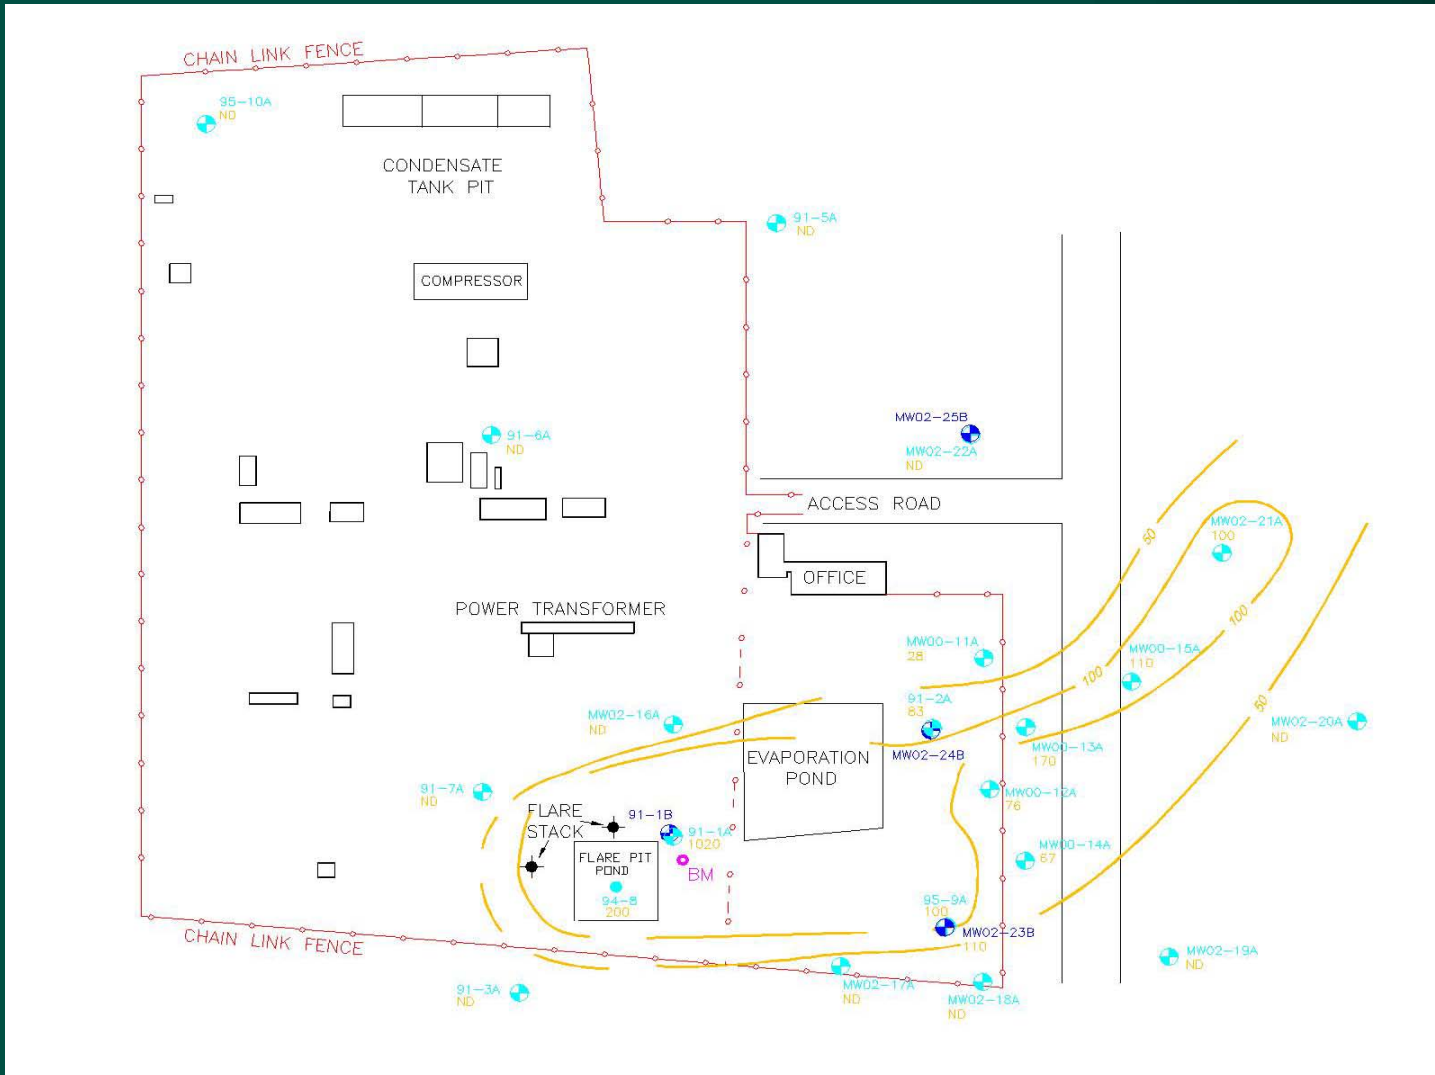 CHAIN LINK FENCE
95-10A
ND
CONDENSATE
TANK PIT
91-5A
ND
COMPRESSOR
MW02-25B
MW02-22A
ND
91-6A
ND
ACCESS ROAD
50
MW02-21A
100
OFFICE
POWER TRANSFORMER
100
MW00-11A
28
MW00-15A
110
100
50
91-2A
83
MW02-16A
ND
MW02-20A
ND
MW02-24B
MW00-13A
170
EVAPORATION
POND
91-7A
ND
MW00-12A
76
FLARE
STACK
91-1B
91-1A
1020
MW00-14A
67
FLARE PIT
POND
BM
94-8
200
95-9A
100
MW02-23B
110
CHAIN LINK FENCE
MW02-19A
ND
91-3A
ND
MW02-17A
ND
MW02-18A
ND